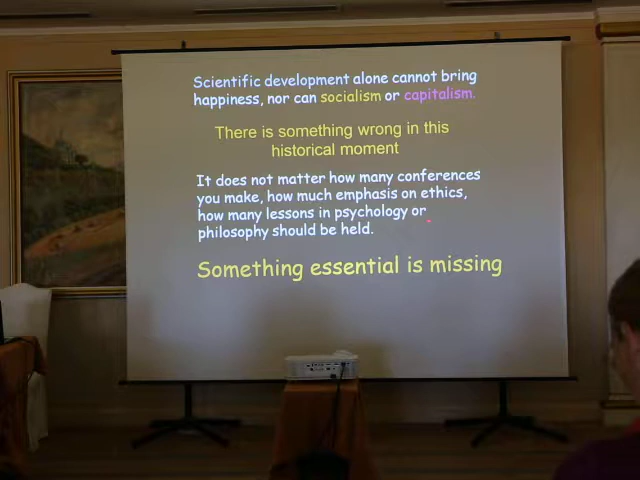 Scientific development alone cannot bring
happiness, nor can socialism or capitalism.
There is something wrong in this
historical moment
It does not matter how many conferences
you make, how much emphasis on ethics,
how many lessons in psychology or
philosophy should be held.
Something essential is missing